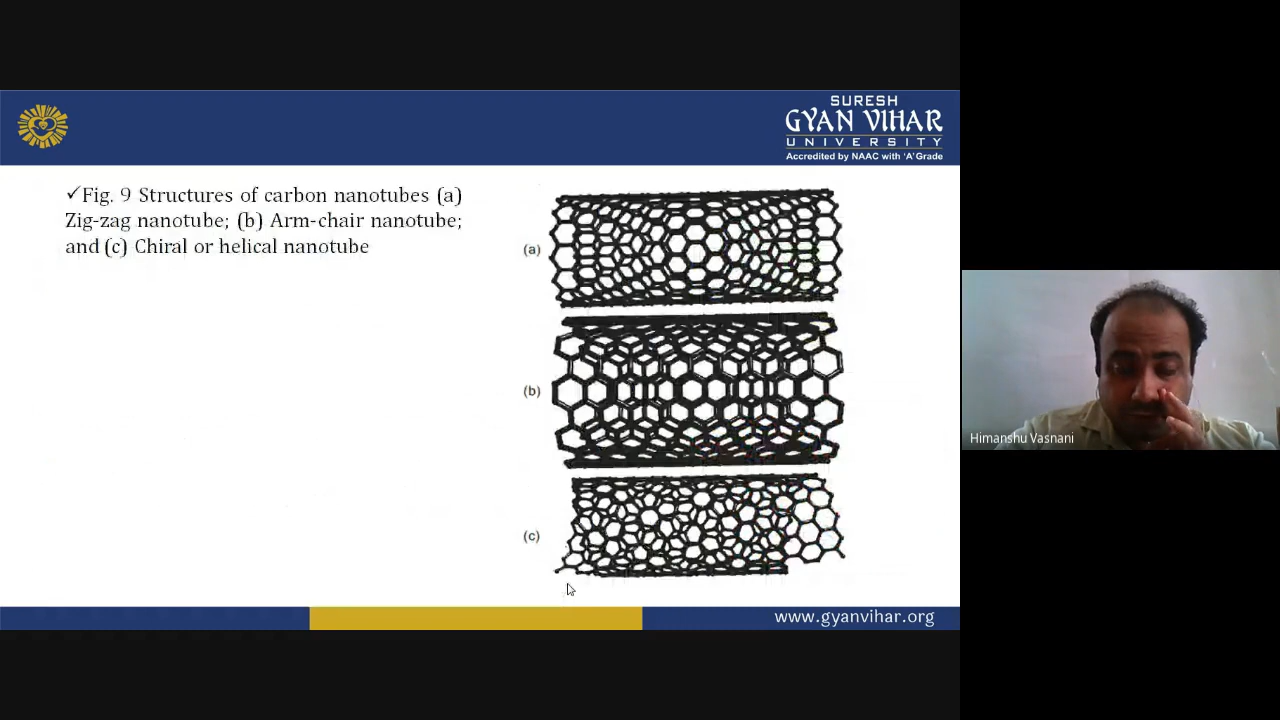 SURESH
GYAN VIHAR
UNIVERSITY
Accredited by NAAC with 'A' Grade
✓Fig. 9 Structures of carbon nanotubes (a)
Zig-zag nanotube; (b) Arm-chair nanotube;
and (c) Chiral or helical nanotube
(a)
(b)
(c)
Himanshu Vasnani
www.gyanvihar.org